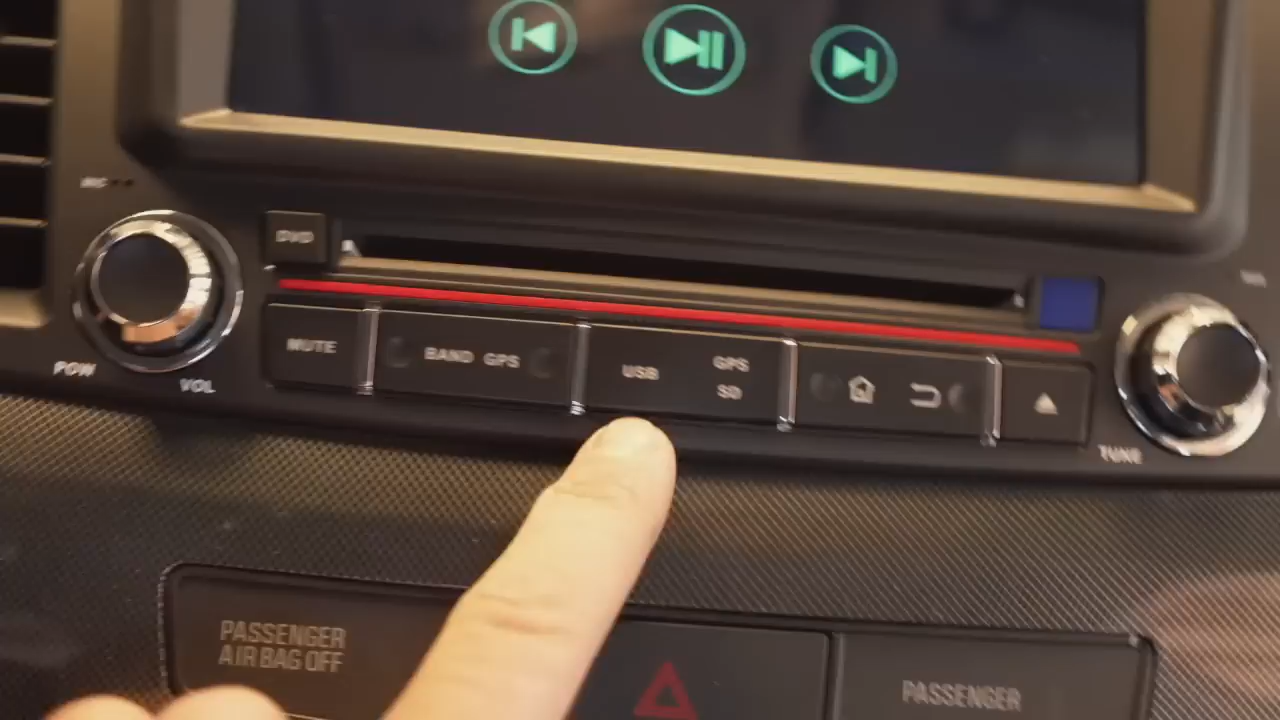 POW
VOL
DVD
MUTE
BAND GPS
USB
GPS
SD
TUNE
PASSENGER
AIR BAG OFF
PASSENGER